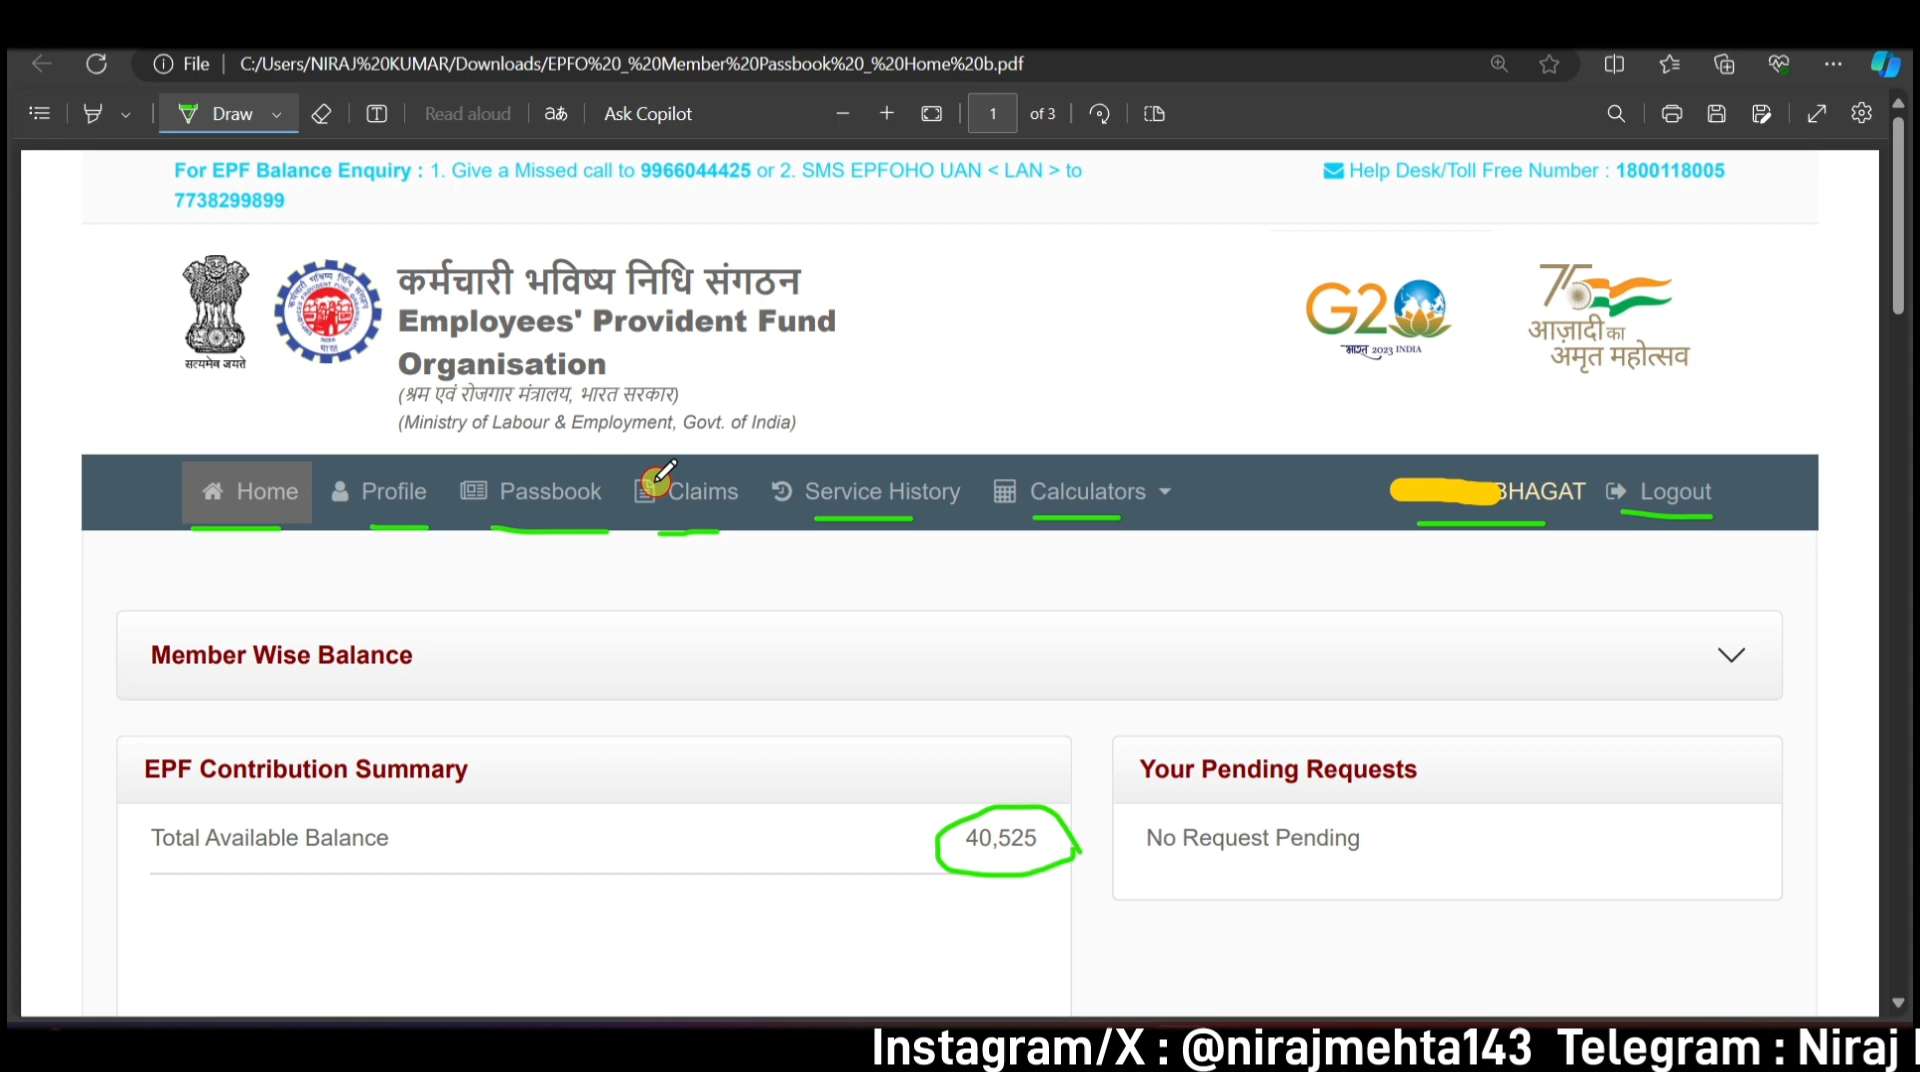 File C:/Users/NIRAJ%20KUMAR/Downloads/EPFO%20_%20Member%20Passbook%20_%20Home%20b.pdf
Draw T Read aloud aあ Ask Copilot 1 of 3
For EPF Balance Enquiry : 1. Give a Missed call to 9966044425 or 2. SMS EPFOHO UAN < LAN > to
7738299899
Help Desk/Toll Free Number : 1800118005
सत्यमेव जयते
कर्मचारी भविष्य निधि संगठन
Employees' Provident Fund
Organisation
(श्रम एवं रोजगार मंत्रालय, भारत सरकार)
(Ministry of Labour & Employment, Govt. of India)
G20
भारत 2023 INDIA
75
आज़ादी का
अमृत महोत्सव
Home Profile Passbook Claims Service History Calculators BHAGAT Logout
Member Wise Balance
EPF Contribution Summary
Total Available Balance 40,525
Your Pending Requests
No Request Pending
Instagram/X : @nirajmehta143 Telegram : Niraj